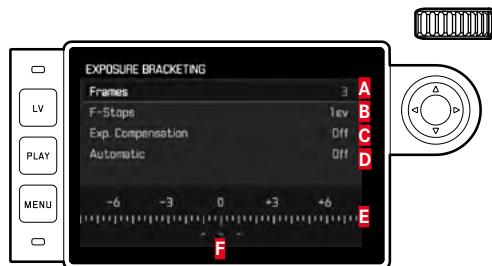 EXPOSURE BRACKETING
Frames 3 A
F-Stops 1EV B
Exp. Compensation Off C
Automatic Off D
-6 -3 0 +3 +6
E
F
LV
PLAY
MENU